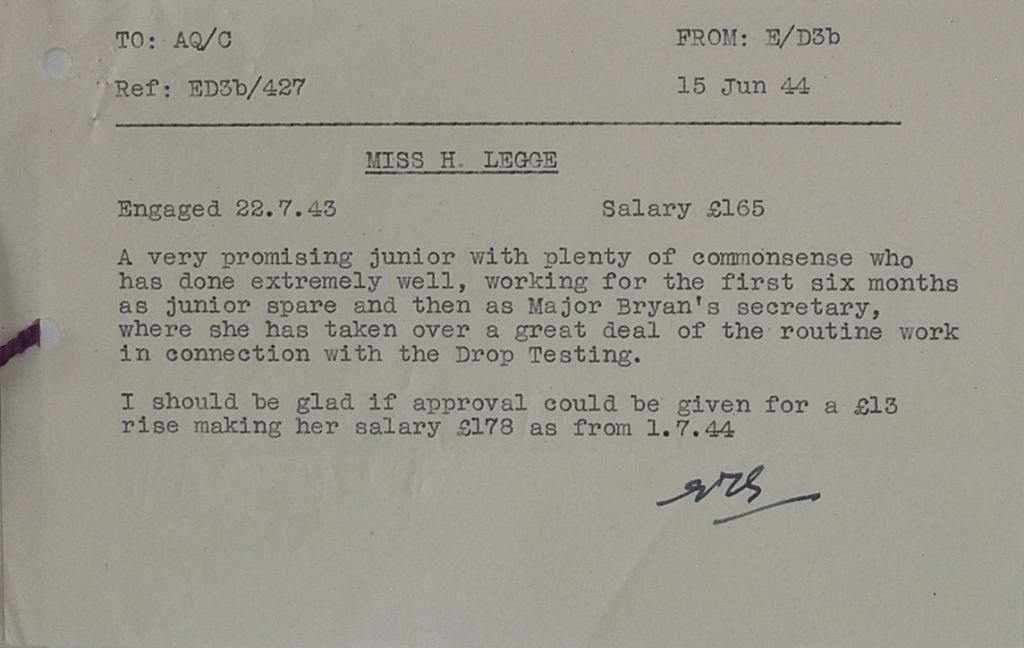 TO: AQ/C FROM: E/D3b
Ref: ED3b/427 15 Jun 44
MISS H. LEGGE
Engaged 22.7.43 Salary £165
A very promising junior with plenty of commonsense who
has done extremely well, working for the first six months
as junior spare and then as Major Bryan's secretary,
where she has taken over a great deal of the routine work
in connection with the Drop Testing.
I should be glad if approval could be given for a £13
rise making her salary £178 as from 1.7.44